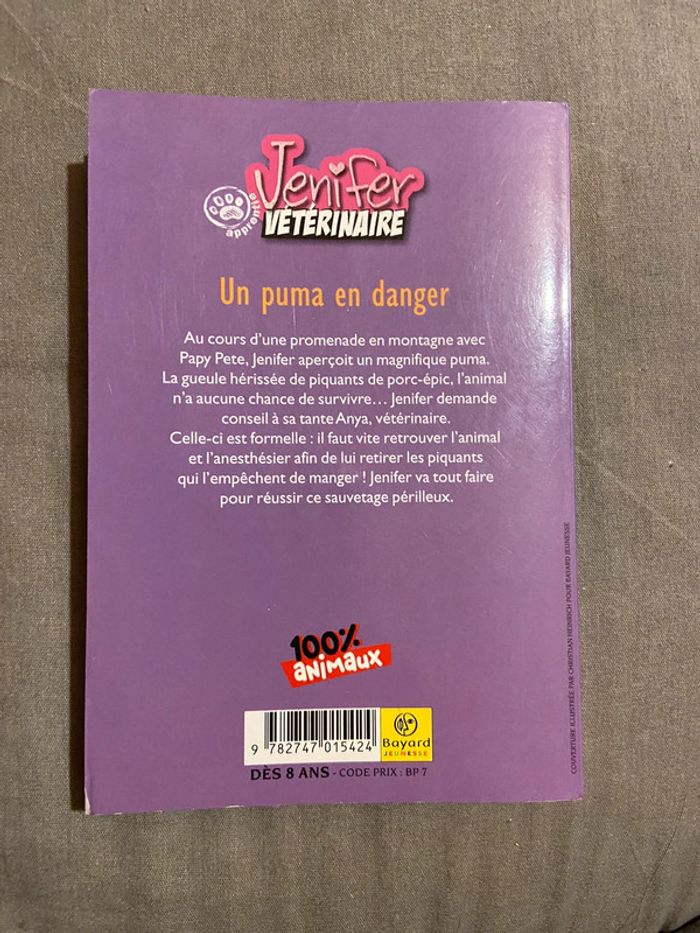 Jenifer
apprentie
VÉTÉRINAIRE
Un puma en danger
Au cours d'une promenade en montagne avec
Papy Pete, Jenifer aperçoit un magnifique puma.
La gueule hérissée de piquants de porc-épic, l'animal
n'a aucune chance de survivre... Jenifer demande
conseil à sa tante Anya, vétérinaire.
Celle-ci est formelle : il faut vite retrouver l'animal
et l'anesthésier afin de lui retirer les piquants
qui l'empêchent de manger ! Jenifer va tout faire
pour réussir ce sauvetage périlleux.
100%
animaux
9 782747 015424
Bayard
JEUNESSE
DÈS 8 ANS - CODE PRIX : BP 7
COUVERTURE ILLUSTRÉE PAR CHRISTIAN HEINRICH POUR BAYARD JEUNESSE